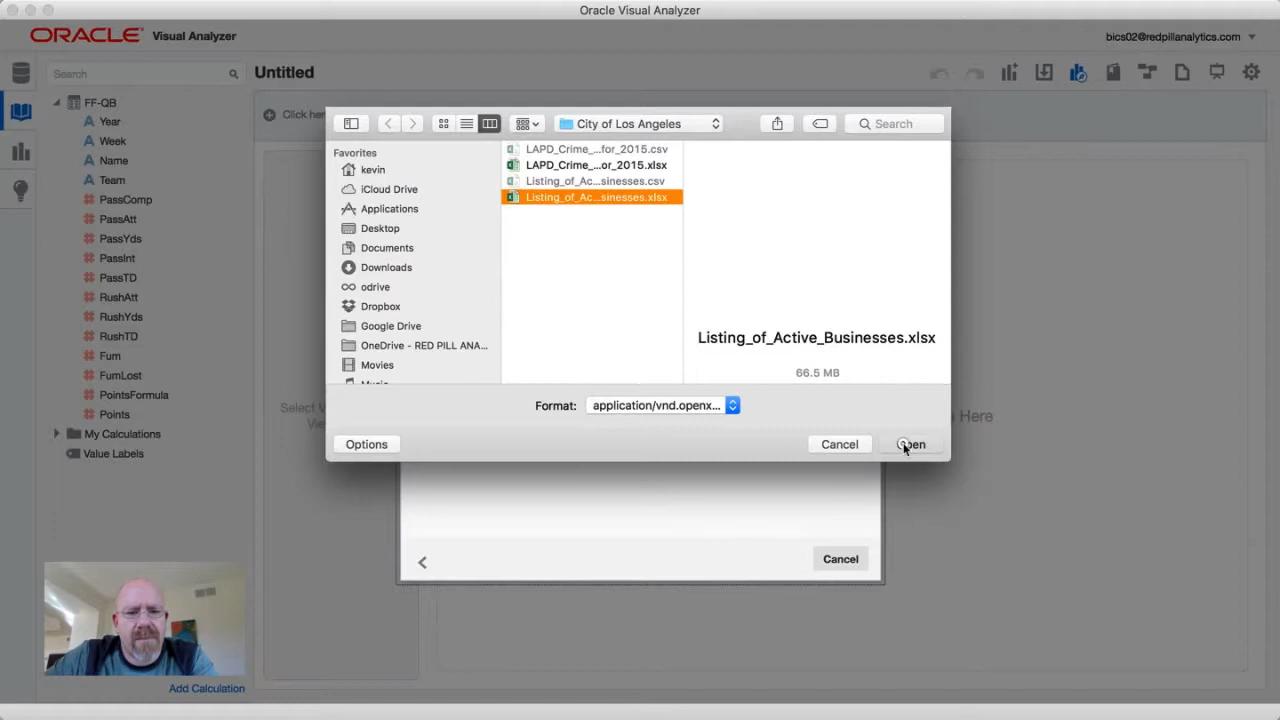 Oracle Visual Analyzer
ORACLE Visual Analyzer
bics02@redpillanalytics.com
Search
Untitled
FF-QB
Year
Week
Name
Team
PassComp
PassAtt
PassYds
PassInt
PassTD
RushAtt
RushYds
RushTD
Fum
FumLost
PointsFormula
Points
My Calculations
Value Labels
Add Calculation
City of Los Angeles
Search
Favorites
kevin
iCloud Drive
Applications
Desktop
Documents
Downloads
odrive
Dropbox
Google Drive
OneDrive - RED PILL ANA...
Movies
Music
LAPD_Crime_...for_2015.csv
LAPD_Crime_...or_2015.xlsx
Listing_of_Ac...sinesses.csv
Listing_of_Ac...sinesses.xlsx
Listing_of_Active_Businesses.xlsx
66.5 MB
Format: application/vnd.openx...
Options
Cancel
Open
Select V
Here
Cancel